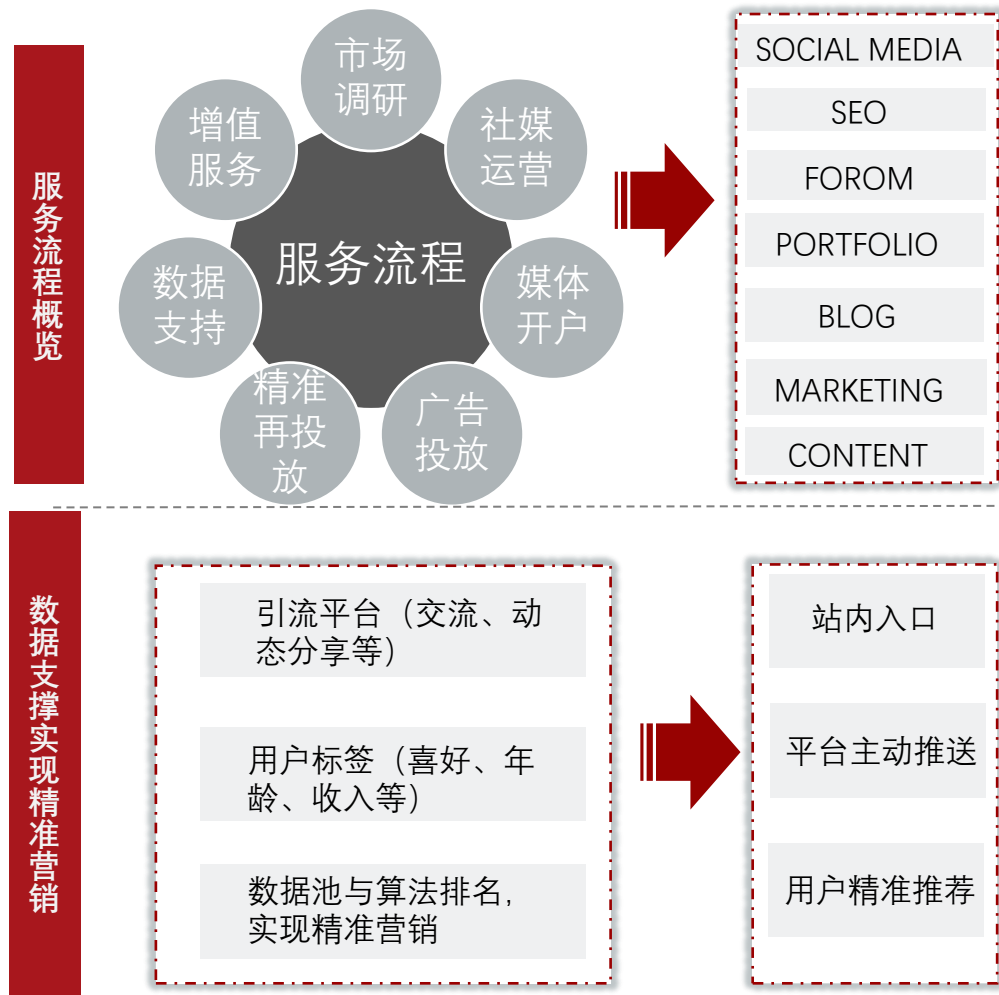 服务流程概览
市场
调研
社媒
运营
媒体
开户
广告
投放
精准
再投
放
数据
支持
增值
服务
服务流程
SOCIAL MEDIA
SEO
FOROM
PORTFOLIO
BLOG
MARKETING
CONTENT
数据支撑实现精准营销
引流平台（交流、动
态分享等）
用户标签（喜好、年
龄、收入等）
数据池与算法排名，
实现精准营销
站内入口
平台主动推送
用户精准推荐